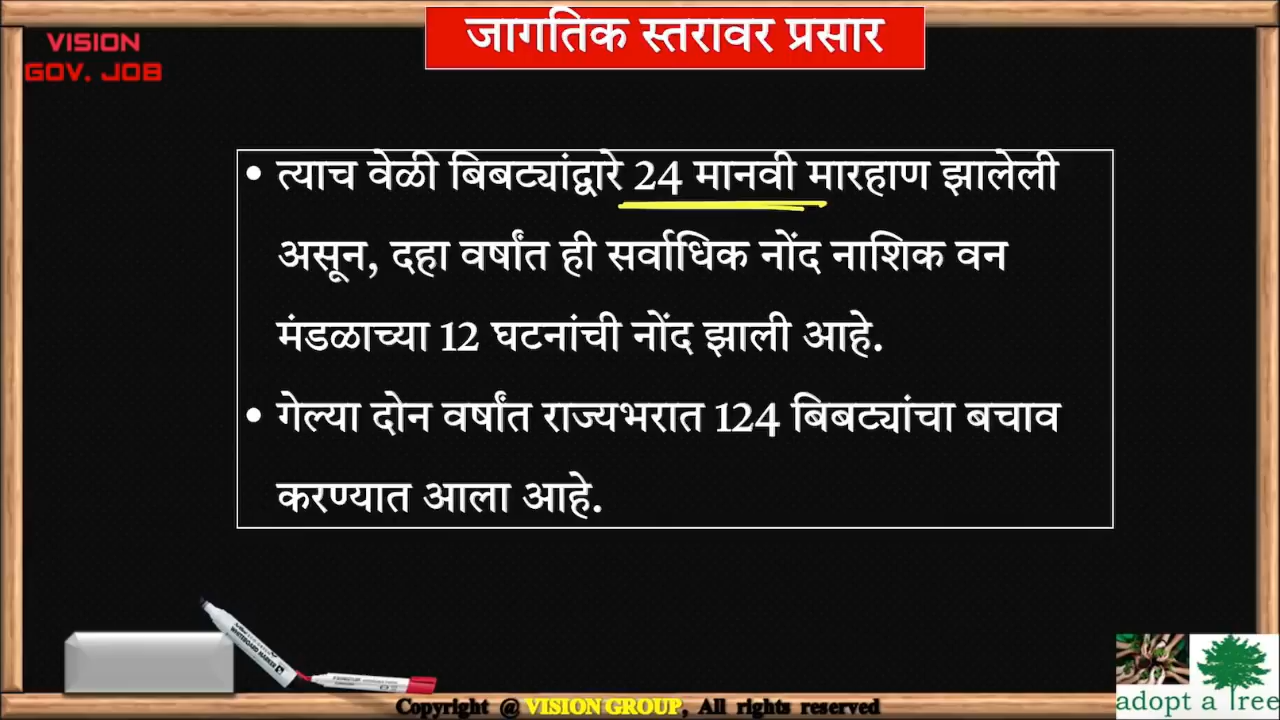 जागतिक स्तरावर प्रसार
VISION
GOV. JOB
• त्याच वेळी बिबट्यांद्वारे 24 मानवी मारहाण झालेली
असून, दहा वर्षांत ही सर्वाधिक नोंद नाशिक वन
मंडळाच्या 12 घटनांची नोंद झाली आहे.
• गेल्या दोन वर्षांत राज्यभरात 124 बिबट्यांचा बचाव
करण्यात आला आहे.
adopt a Tree
Copyright @ VISION GROUP, All rights reserved